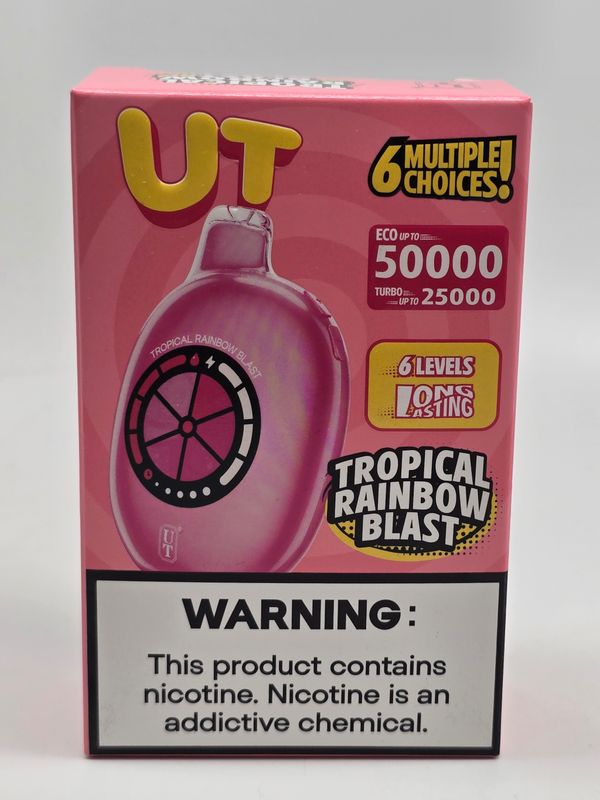 UT
6 MULTIPLE
CHOICES!
ECO UP TO
50000
TURBO
UP TO 25000
6 LEVELS
LONG
LASTING
TROPICAL RAINBOW BLAST
TROPICAL
RAINBOW
BLAST
UT
WARNING:
This product contains
nicotine. Nicotine is an
addictive chemical.